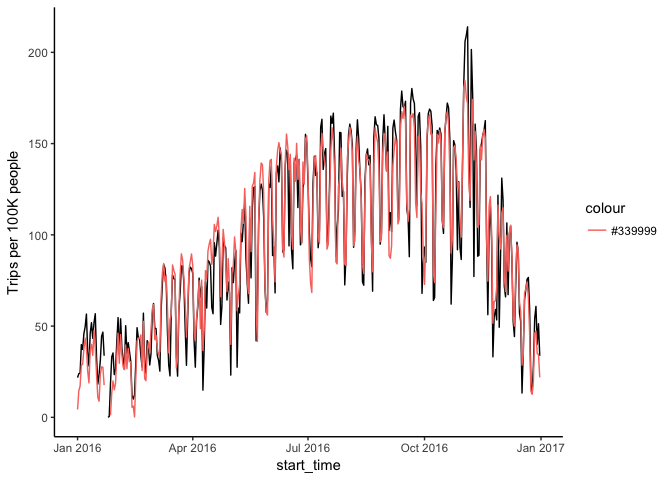 Trips per 100K people
200
150
100
50
0
Jan 2016
Apr 2016
Jul 2016
Oct 2016
Jan 2017
start_time
colour
#339999